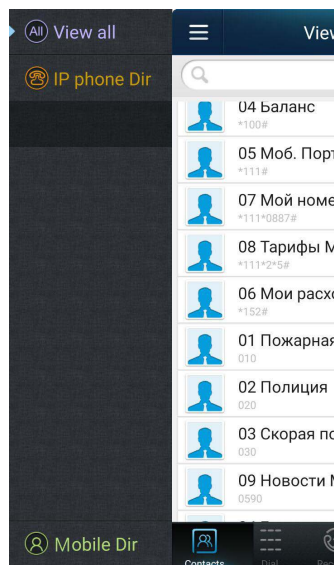 All View all
IP phone Dir
Mobile Dir
04 Баланс
*100#
05 Моб. Порт
*111#
07 Мой номе
*111*0887#
08 Тарифы М
*111*2*5#
06 Мои расхо
*152#
01 Пожарная
010
02 Полиция
020
03 Скорая по
030
09 Новости М
0590
Contacts
Dial